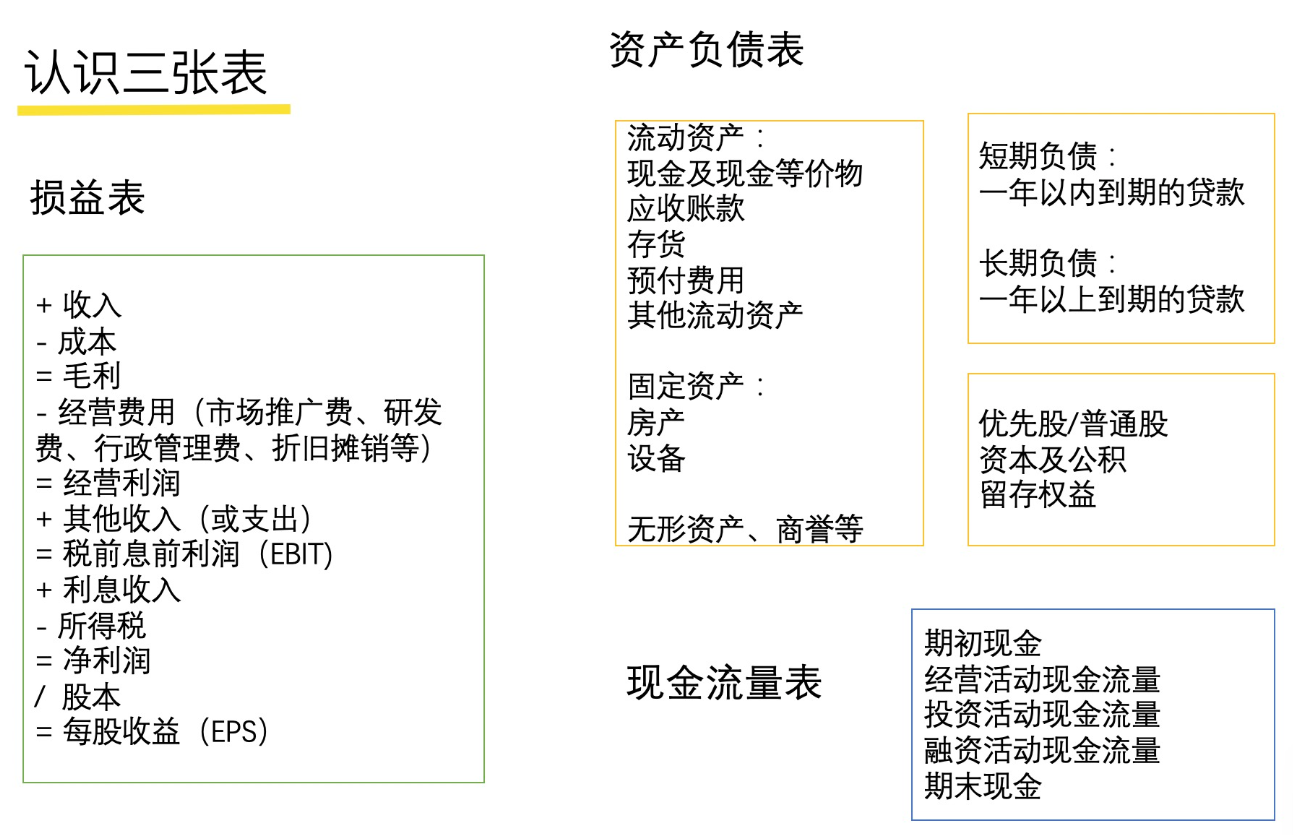 认识三张表
损益表
+ 收入
- 成本
= 毛利
- 经营费用（市场推广费、研发
费、行政管理费、折旧摊销等）
= 经营利润
+ 其他收入（或支出）
= 税前息前利润（EBIT)
+ 利息收入
- 所得税
= 净利润
/ 股本
= 每股收益（EPS）
资产负债表
流动资产：
现金及现金等价物
应收账款
存货
预付费用
其他流动资产
固定资产：
房产
设备
无形资产、商誉等
短期负债：
一年以内到期的贷款
长期负债：
一年以上到期的贷款
优先股/普通股
资本及公积
留存权益
现金流量表
期初现金
经营活动现金流量
投资活动现金流量
融资活动现金流量
期末现金